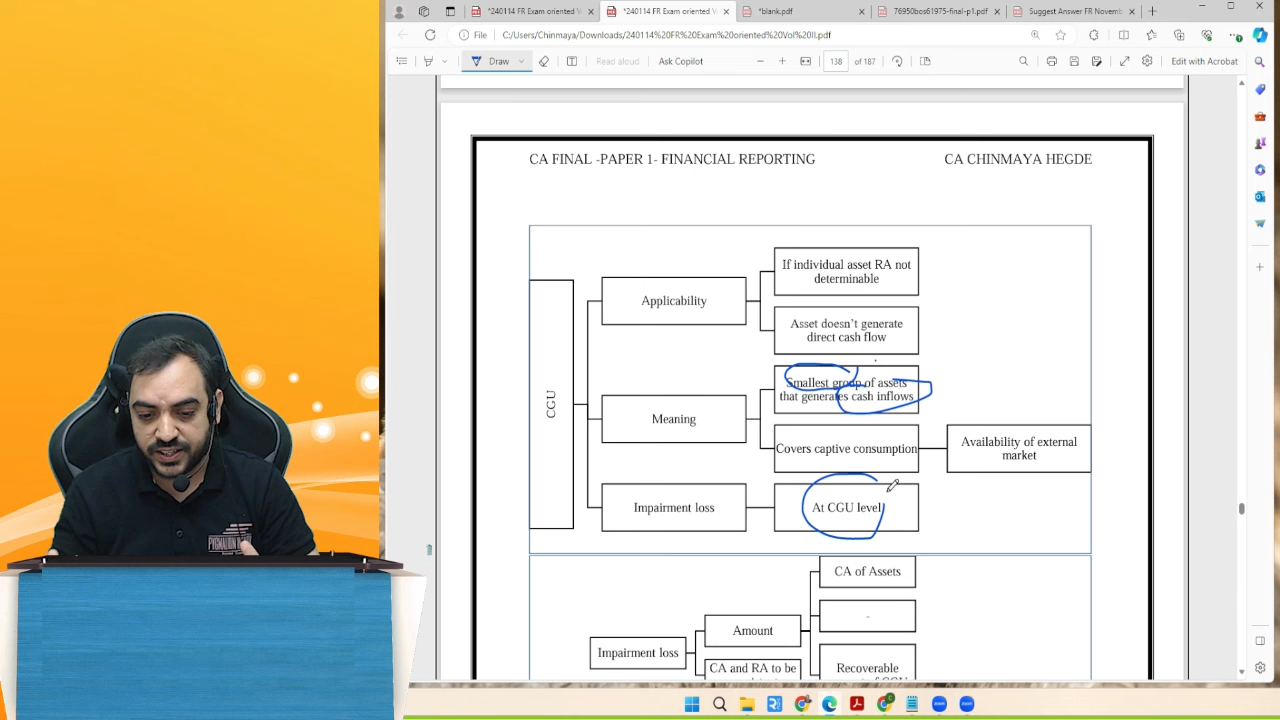 *240114 FR Exam oriented V
*240114 FR Exam oriented Vol
*blank.pdf
76950bos61975-final-p1.pdf
Suggest Answer FR Novemb
File
C:/Users/Chinmaya/Downloads/240114%20FR%20Exam%20oriented%20Vol%20II.pdf
Draw
Read aloud
Ask Copilot
138
of 187
Edit with Acrobat
CA FINAL -PAPER 1- FINANCIAL REPORTING
CA CHINMAYA HEGDE
CGU
Applicability
If individual asset RA not
determinable
Asset doesn't generate
direct cash flow
Meaning
Smallest group of assets
that generates cash inflows
Covers captive consumption
Availability of external
market
Impairment loss
At CGU level
Impairment loss
Amount
CA of Assets
-
CA and RA to be
Recoverable
PYGMALION